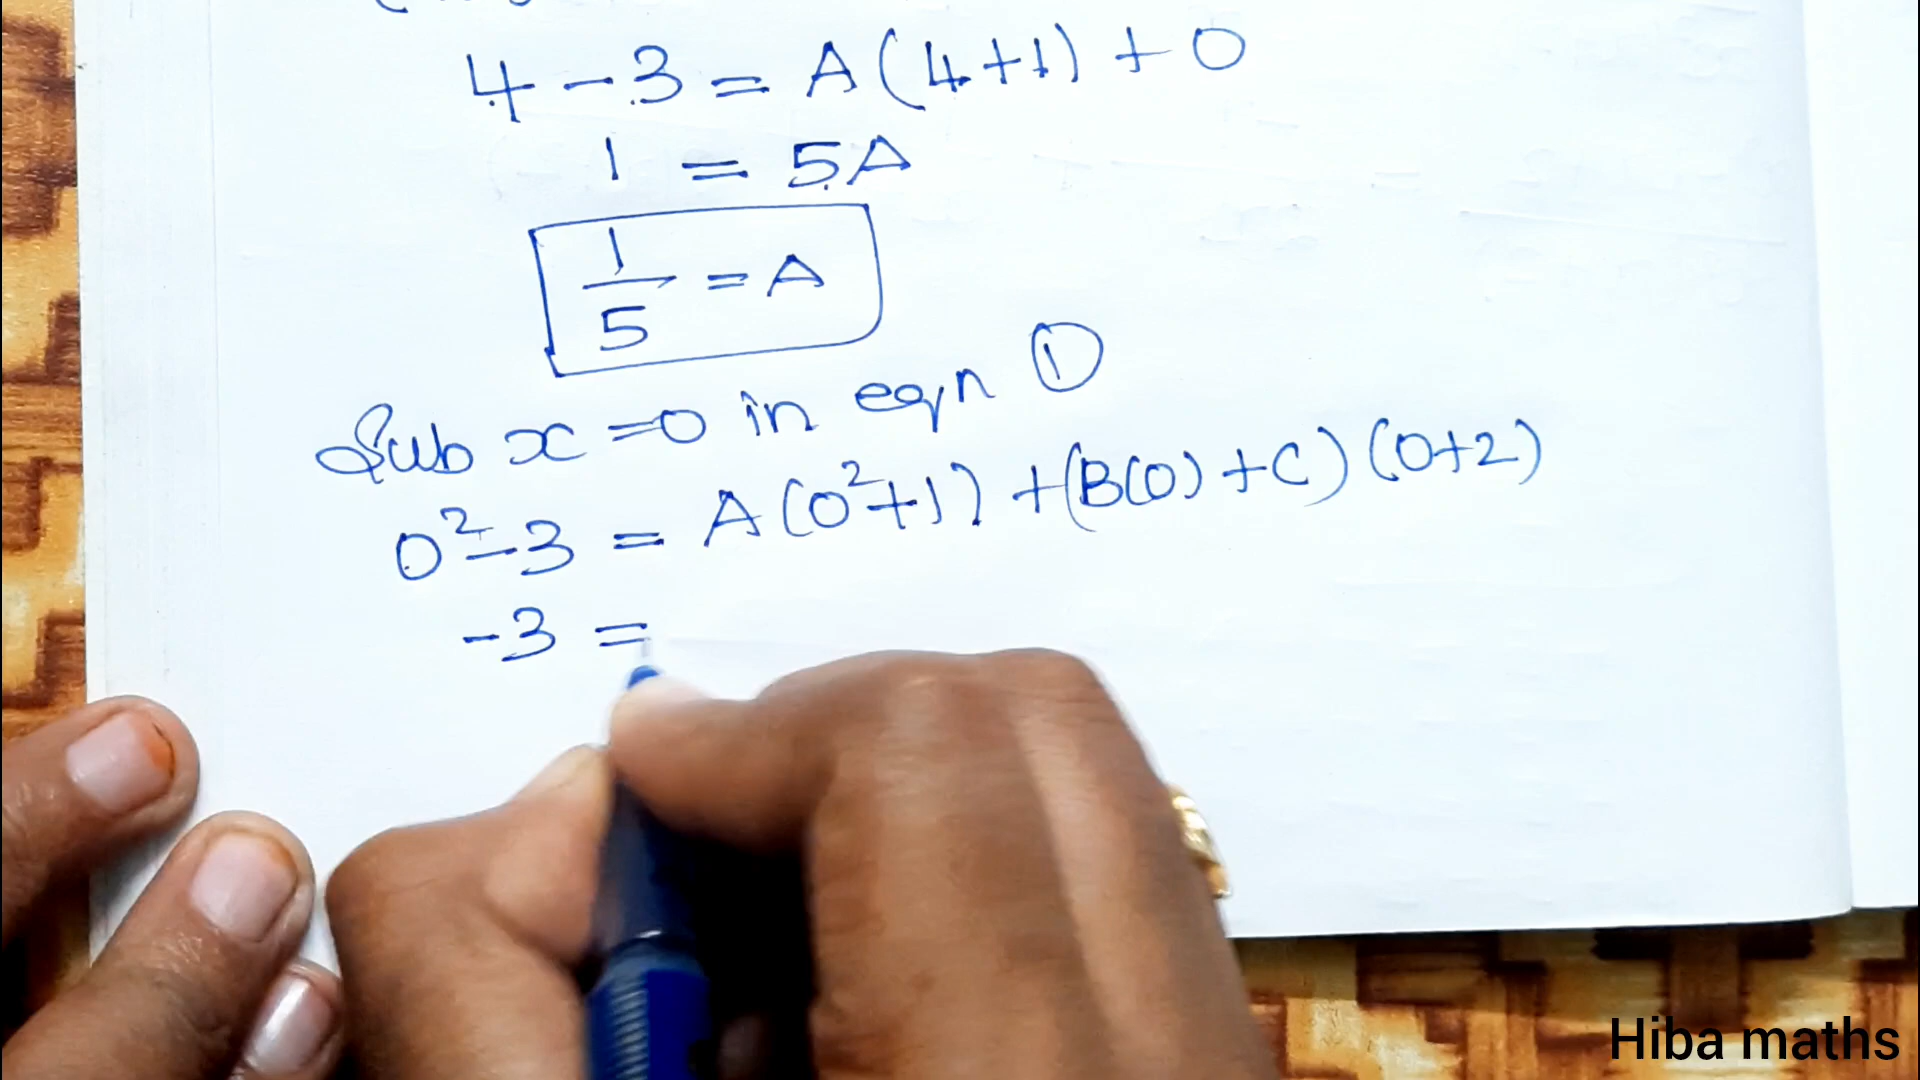 4 - 3 = A(4+1) + 0
1 = 5A
1/5 = A
Sub x = 0 in eqn ①
0² - 3 = A(0²+1) + (B(0) + C)(0+2)
-3 =
Hiba maths